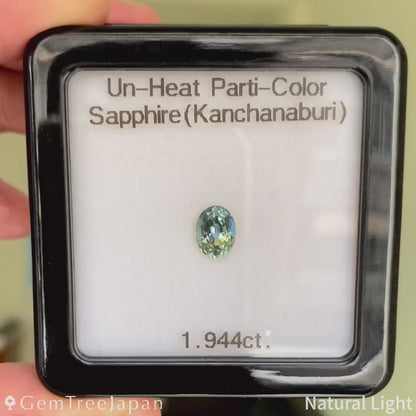 Un-Heat Parti-Color
Sapphire(Kanchanaburi)
1.944ct.
GemTreeJapan
Natural Light